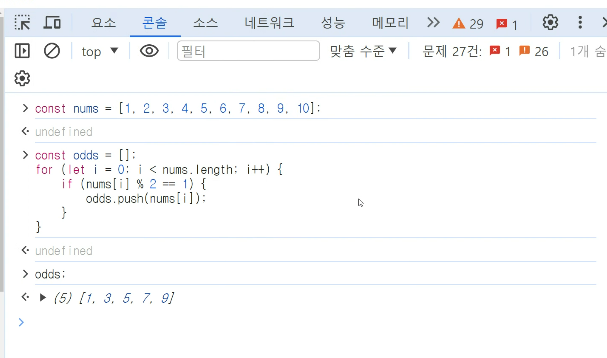 요소 콘솔 소스 네트워크 성능 메모리 29 1
top 필터 맞춤 수준 문제 27건: 1 26 1개 숨
> const nums = [1, 2, 3, 4, 5, 6, 7, 8, 9, 10];
undefined
> const odds = [];
for (let i = 0; i < nums.length; i++) {
if (nums[i] % 2 == 1) {
odds.push(nums[i]);
}
}
undefined
> odds;
(5) [1, 3, 5, 7, 9]
>